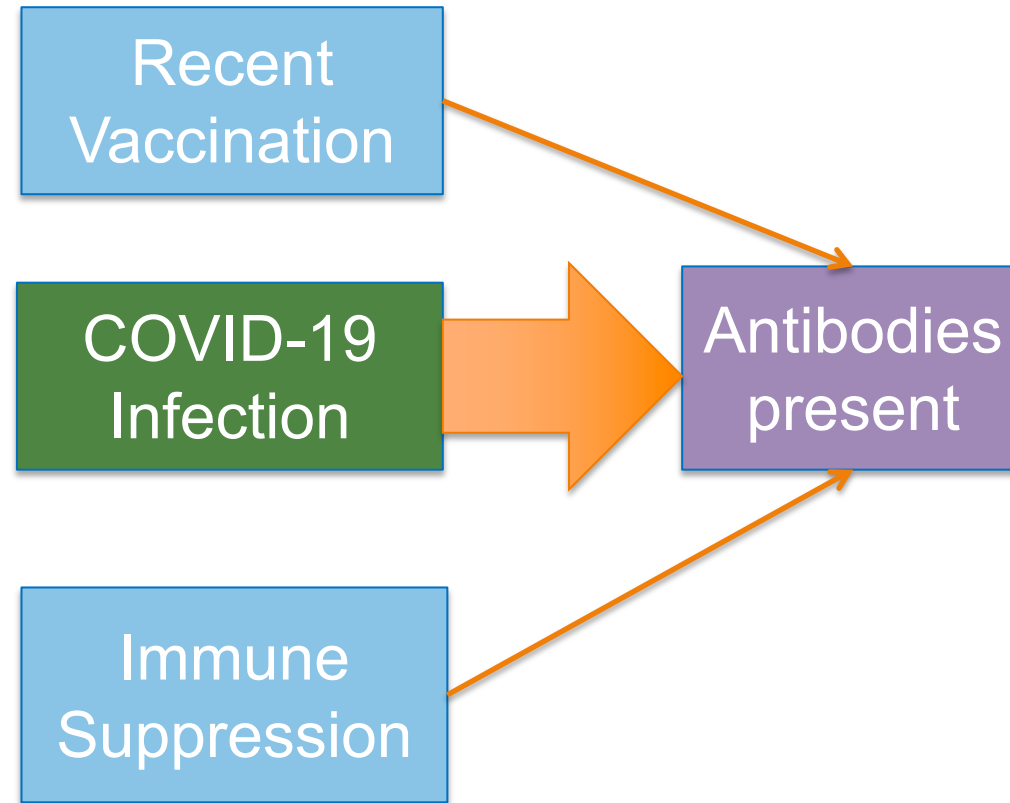 Recent
Vaccination
COVID-19
Infection
Antibodies
present
Immune
Suppression